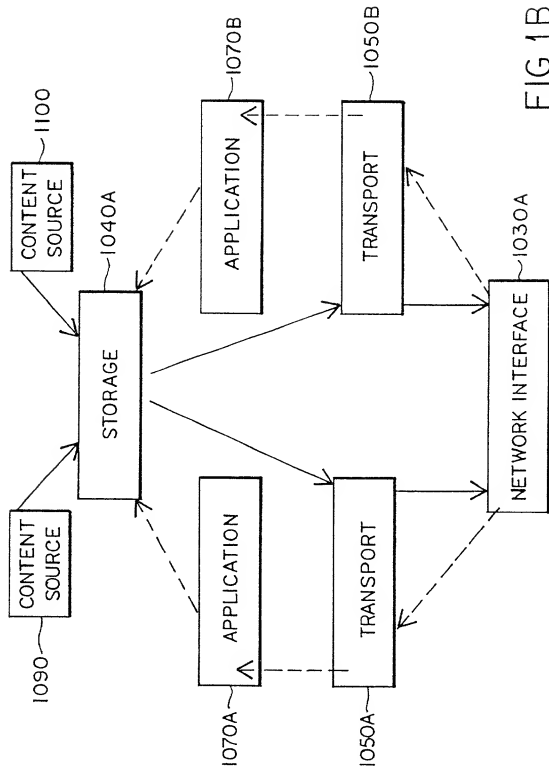 1090
CONTENT
SOURCE
CONTENT
SOURCE
1100
STORAGE
1040A
APPLICATION
1070A
APPLICATION
1070B
TRANSPORT
1050A
TRANSPORT
1050B
NETWORK INTERFACE
1030A
FIG.1B